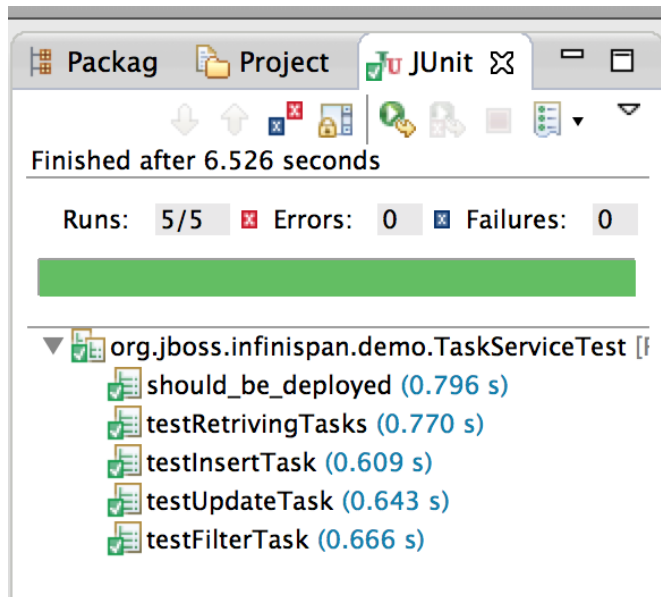 Packag Project JUnit
Finished after 6.526 seconds
Runs: 5/5 Errors: 0 Failures: 0
org.jboss.infinispan.demo.TaskServiceTest [
should_be_deployed (0.796 s)
testRetrivingTasks (0.770 s)
testInsertTask (0.609 s)
testUpdateTask (0.643 s)
testFilterTask (0.666 s)